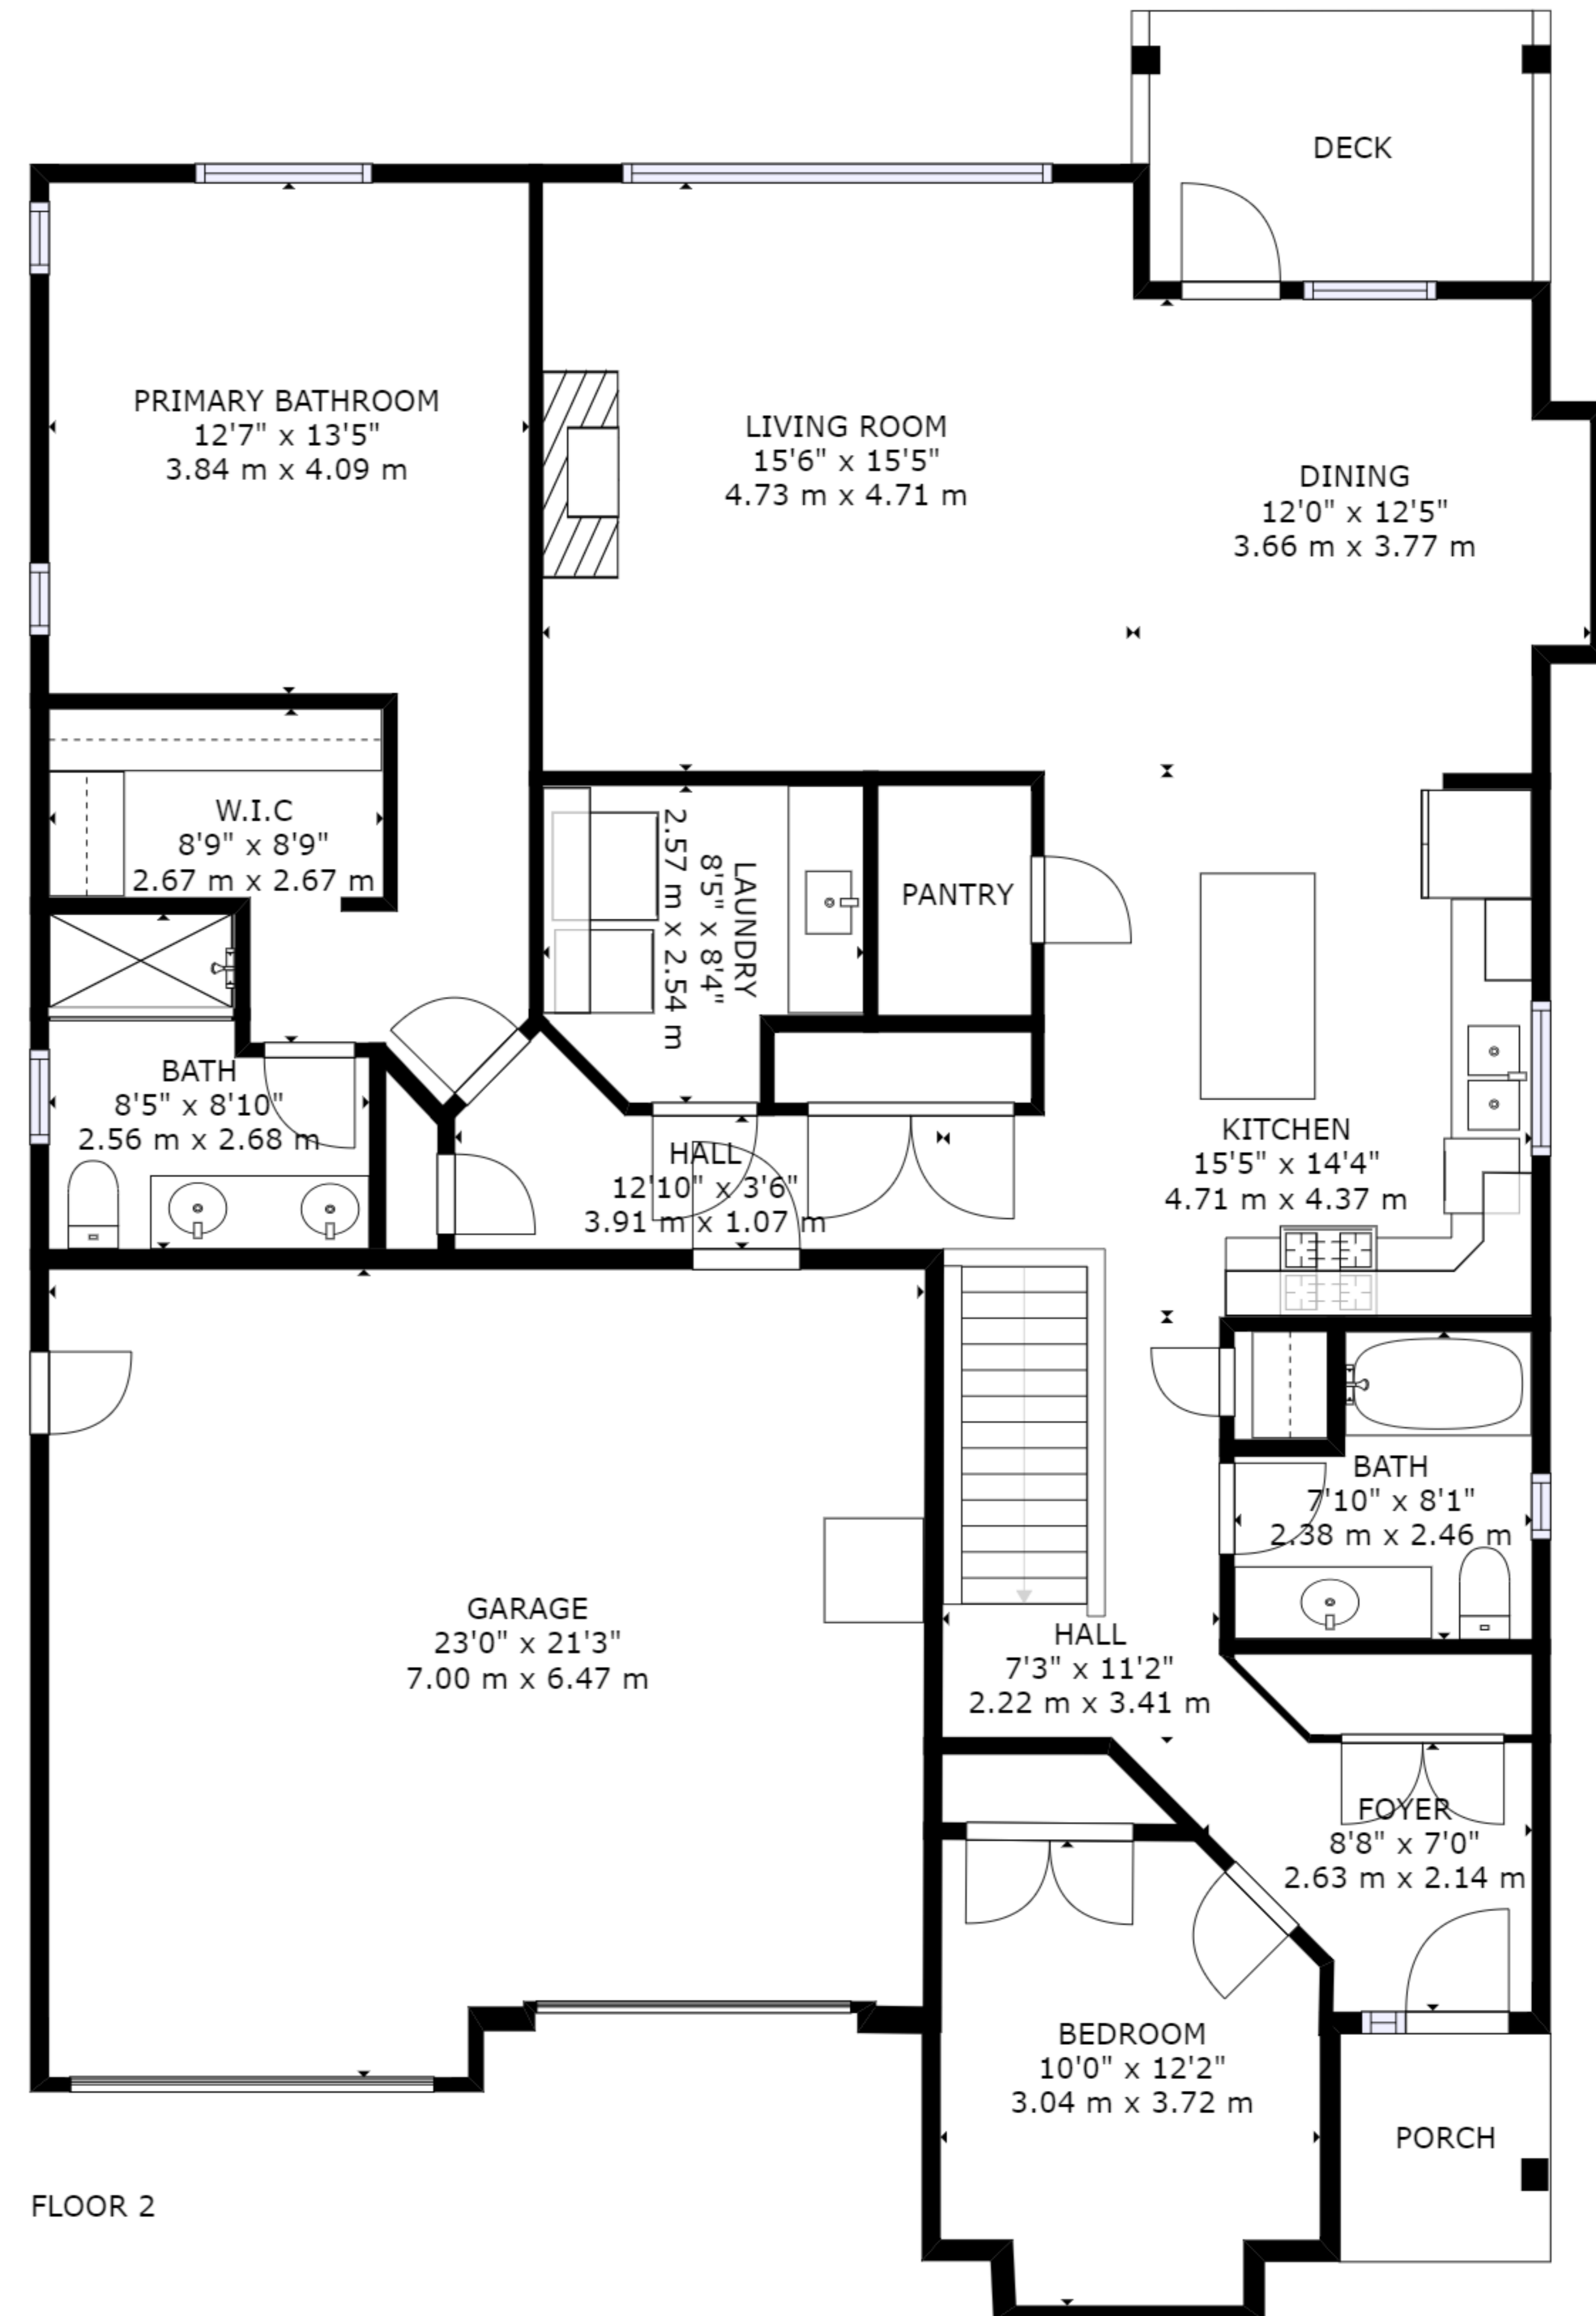 DECK
PRIMARY BATHROOM
12'7" x 13'5"
3.84 m x 4.09 m
LIVING ROOM
15'6" x 15'5"
4.73 m x 4.71 m
DINING
12'0" x 12'5"
3.66 m x 3.77 m
W.I.C
8'9" x 8'9"
2.67 m x 2.67 m
LAUNDRY
8'5" x 8'4"
2.57 m x 2.54 m
PANTRY
BATH
8'5" x 8'10"
2.56 m x 2.68 m
HALL
12'10" x 3'6"
3.91 m x 1.07 m
KITCHEN
15'5" x 14'4"
4.71 m x 4.37 m
BATH
7'10" x 8'1"
2.38 m x 2.46 m
GARAGE
23'0" x 21'3"
7.00 m x 6.47 m
HALL
7'3" x 11'2"
2.22 m x 3.41 m
FOYER
8'8" x 7'0"
2.63 m x 2.14 m
BEDROOM
10'0" x 12'2"
3.04 m x 3.72 m
PORCH
FLOOR 2